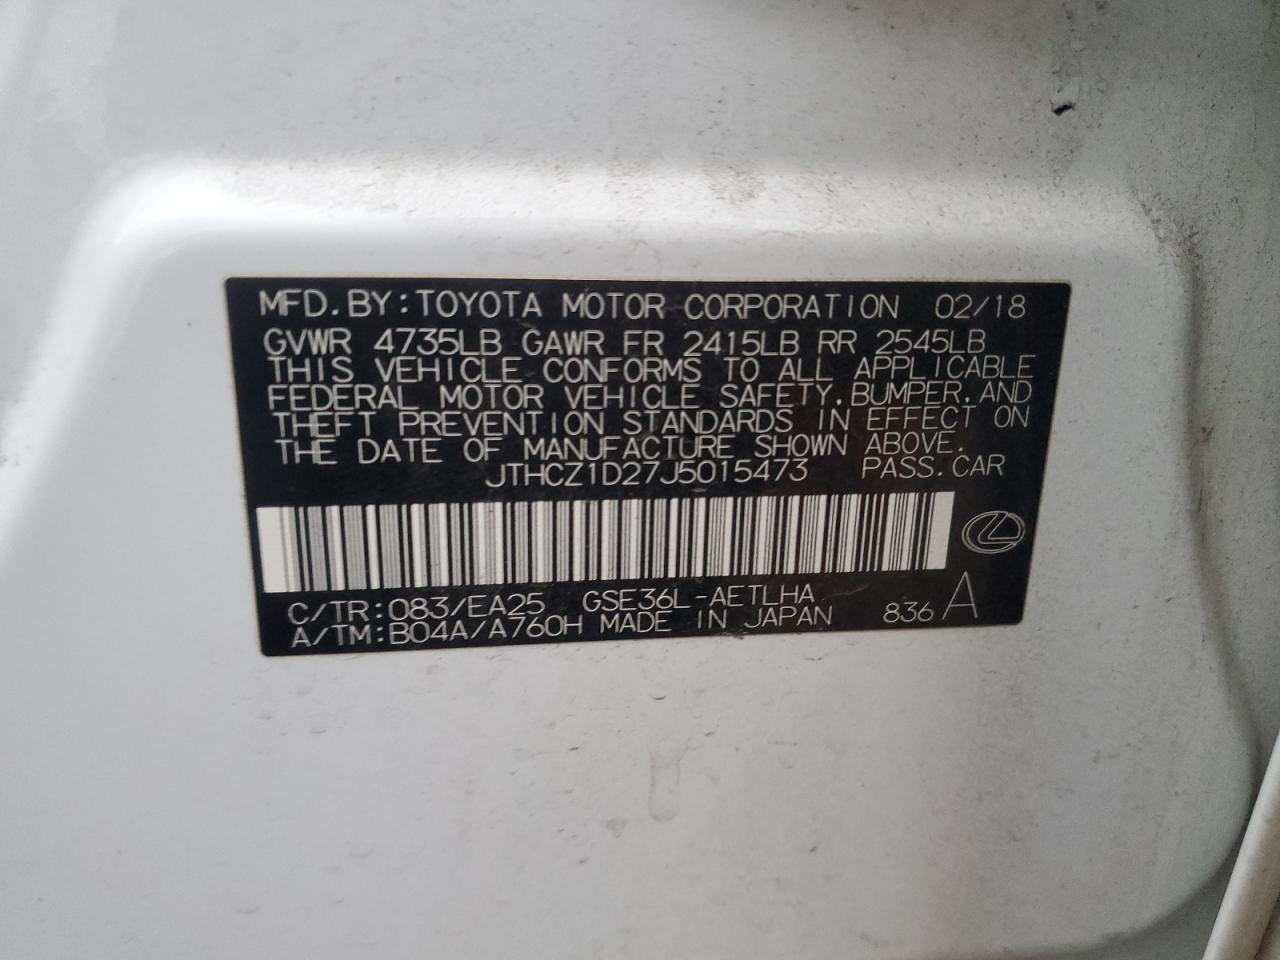 MFD.BY:TOYOTA MOTOR CORPORATION 02/18
GVWR 4735LB GAWR FR 2415LB RR 2545LB
THIS VEHICLE CONFORMS TO ALL APPLICABLE
FEDERAL MOTOR VEHICLE SAFETY.BUMPER.AND
THEFT PREVENTION STANDARDS IN EFFECT ON
THE DATE OF MANUFACTURE SHOWN ABOVE.
JTHCZ1D27J5015473 PASS.CAR
C/TR:083/EA25 GSE36L-AETLHA
A/TM:B04A/A760H MADE IN JAPAN 836 A